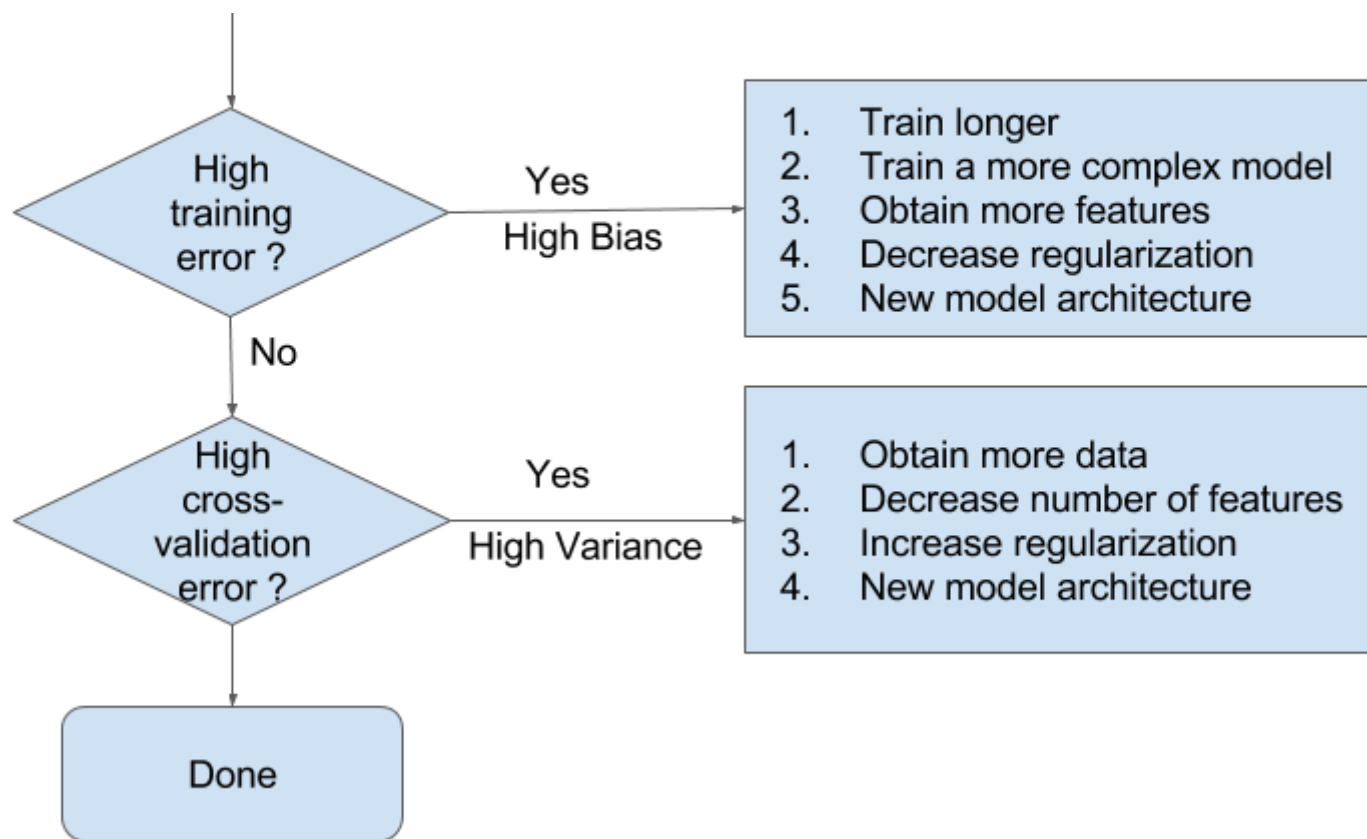 High
training
error ?
Yes
High Bias
1. Train longer
2. Train a more complex model
3. Obtain more features
4. Decrease regularization
5. New model architecture
No
High
cross-
validation
error ?
Yes
High Variance
1. Obtain more data
2. Decrease number of features
3. Increase regularization
4. New model architecture
Done